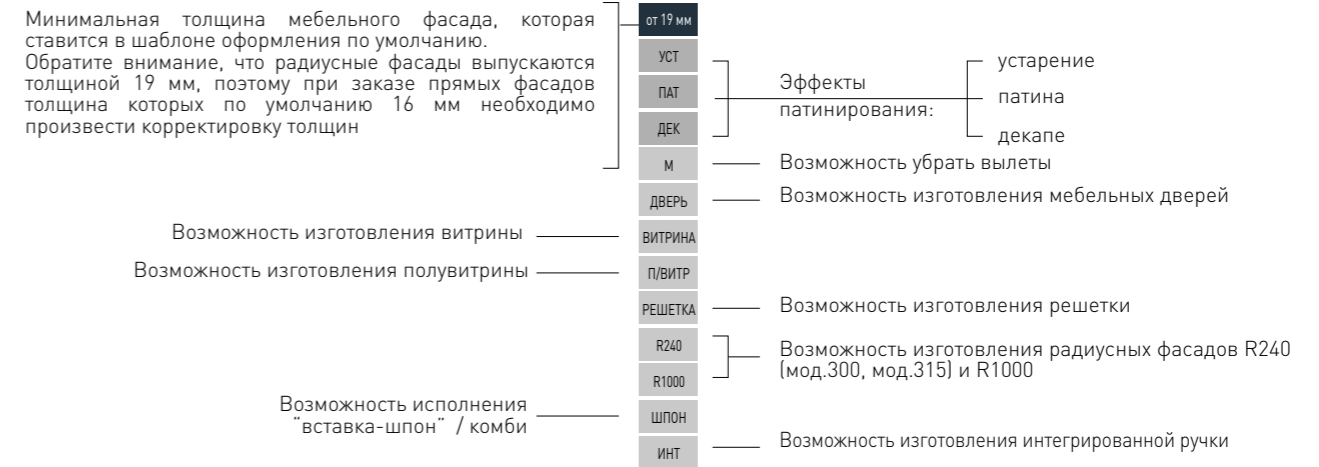 Минимальная толщина мебельного фасада, которая
ставится в шаблоне оформления по умолчанию.
Обратите внимание, что радиусные фасады выпускаются
толщиной 19 мм, поэтому при заказе прямых фасадов
толщина которых по умолчанию 16 мм необходимо
произвести корректировку толщин
от 19 мм
УСТ
ПАТ
ДЕК
Эффекты
патинирования:
устарение
патина
декапе
М
Возможность убрать вылеты
ДВЕРЬ
Возможность изготовления мебельных дверей
Возможность изготовления витрины
ВИТРИНА
Возможность изготовления полувитрины
П/ВИТР
РЕШЕТКА
Возможность изготовления решетки
R240
R1000
Возможность изготовления радиусных фасадов R240
(мод.300, мод.315) и R1000
Возможность исполнения
"вставка-шпон" / комби
ШПОН
ИНТ
Возможность изготовления интегрированной ручки